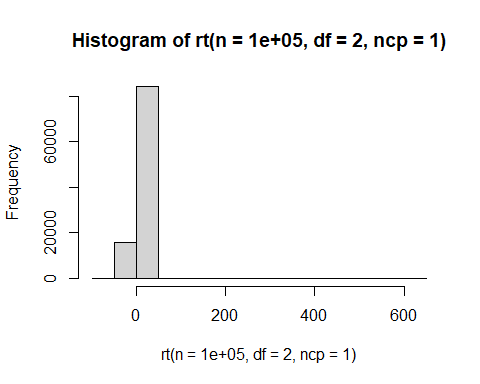 Histogram of rt(n = 1e+05, df = 2, ncp = 1)
Frequency
60000
20000
0
0 200 400 600
rt(n = 1e+05, df = 2, ncp = 1)